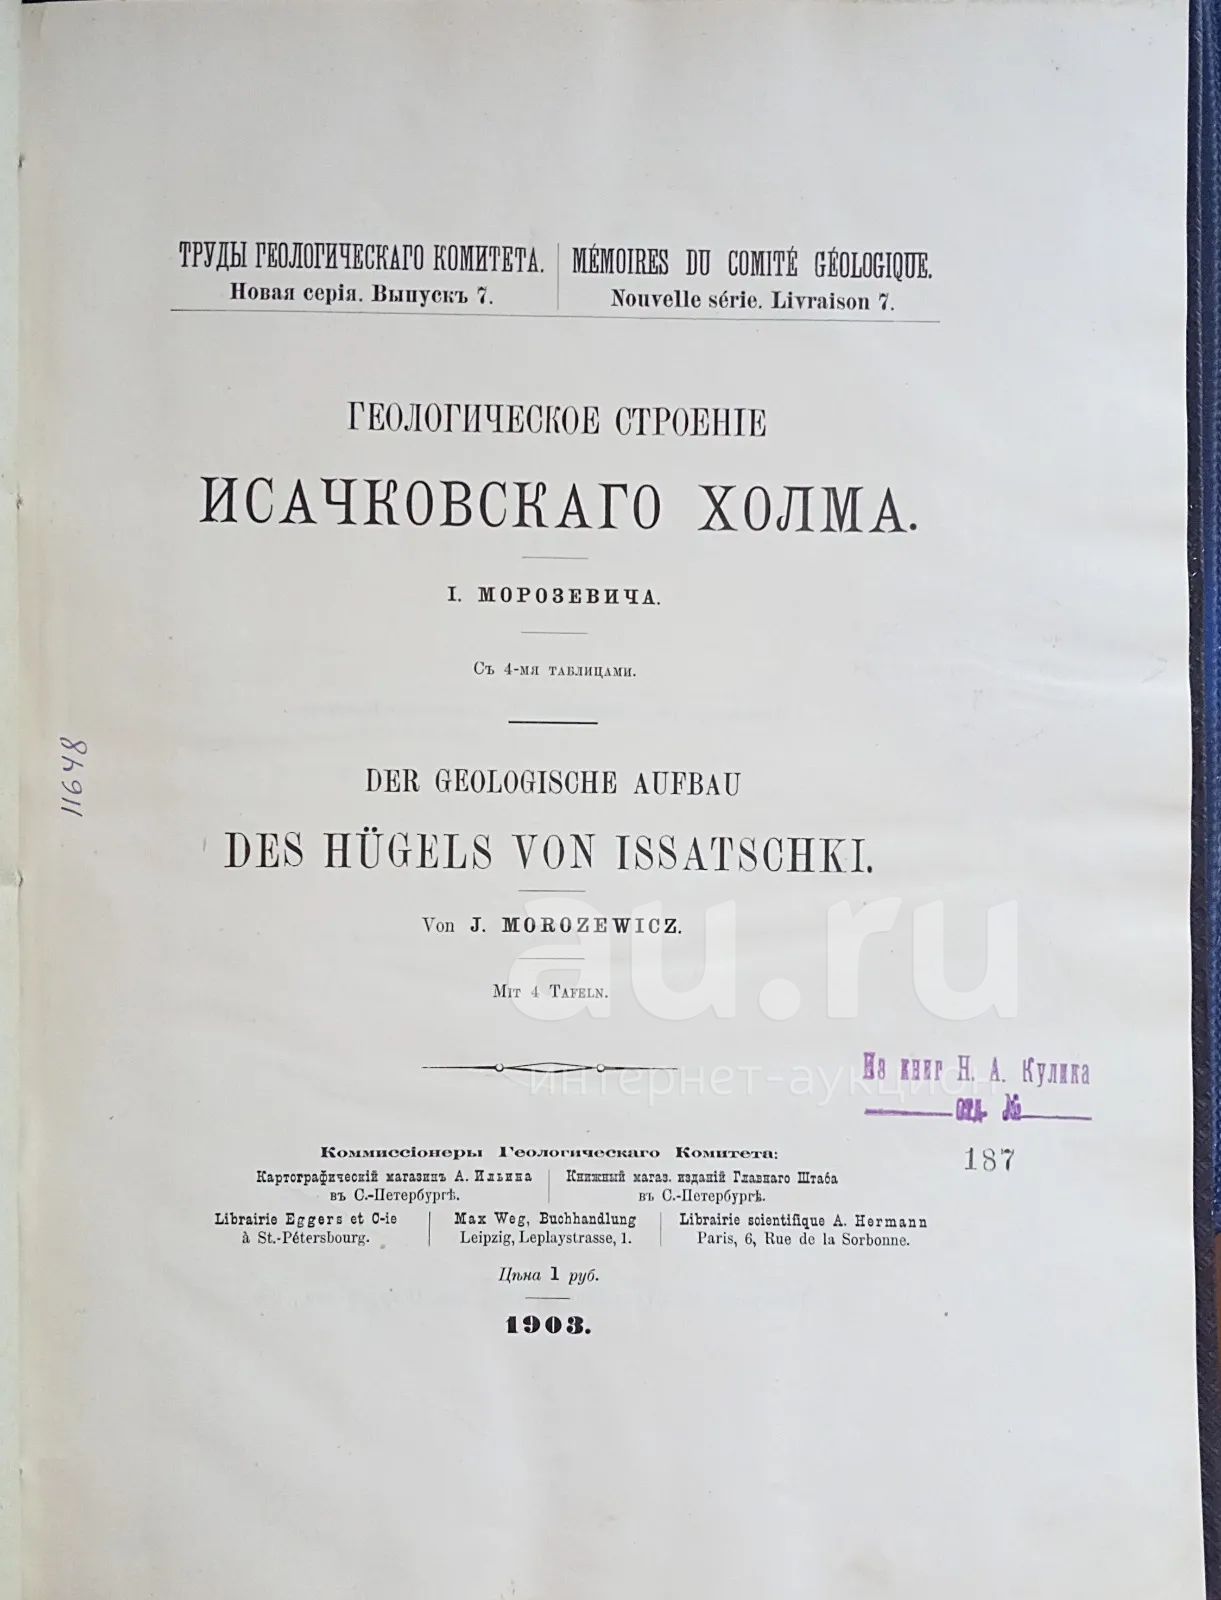 ТРУДЫ ГЕОЛОГИЧЕСКАГО КОМИТЕТА.
Новая серія. Выпускъ 7.
MÉMOIRES DU COMITÉ GÉOLOGIQUE.
Nouvelle série. Livraison 7.
ГЕОЛОГИЧЕСКОЕ СТРОЕНІЕ
ИСАЧКОВСКАГО ХОЛМА.
І. МОРОЗЕВИЧА.
Съ 4-мя таблицами.
DER GEOLOGISCHE AUFBAU
DES HÜGELS VON ISSATSCHKI.
Von J. MOROZEWICZ.
Mit 4 Tafeln.
au.ru
интернет-аукцион
Из книг Н. А. Кулика
отд. №
187
11648
Коммиссіонеры Геологическаго Комитета:
Картографическій магазинъ А. Ильина
въ С.-Петербургѣ.
Книжный магаз. изданій Главнаго Штаба
въ С.-Петербургѣ.
Librairie Eggers et C-ie
à St.-Pétersbourg.
Max Weg, Buchhandlung
Leipzig, Leplaystrasse, 1.
Librairie scientifique A. Hermann
Paris, 6, Rue de la Sorbonne.
Цѣна 1 руб.
1903.